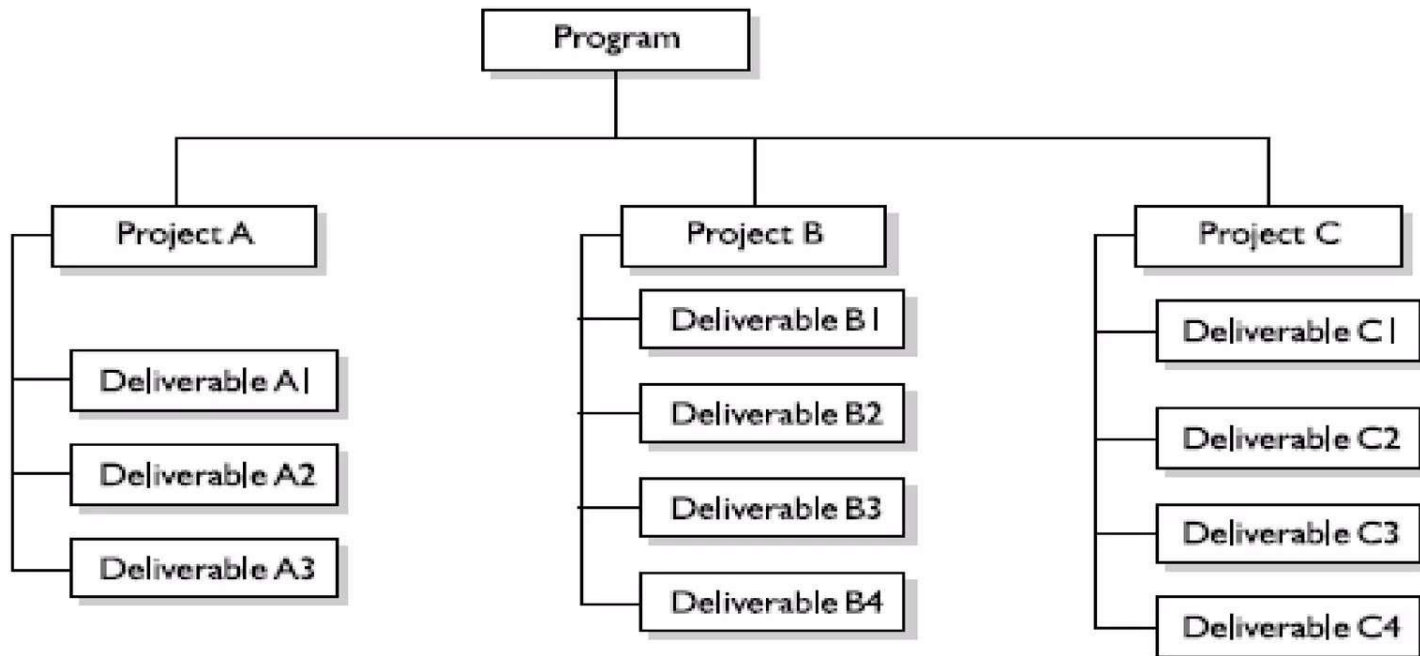 Program
Project A
Project B
Project C
Deliverable A1
Deliverable A2
Deliverable A3
Deliverable B1
Deliverable B2
Deliverable B3
Deliverable B4
Deliverable C1
Deliverable C2
Deliverable C3
Deliverable C4